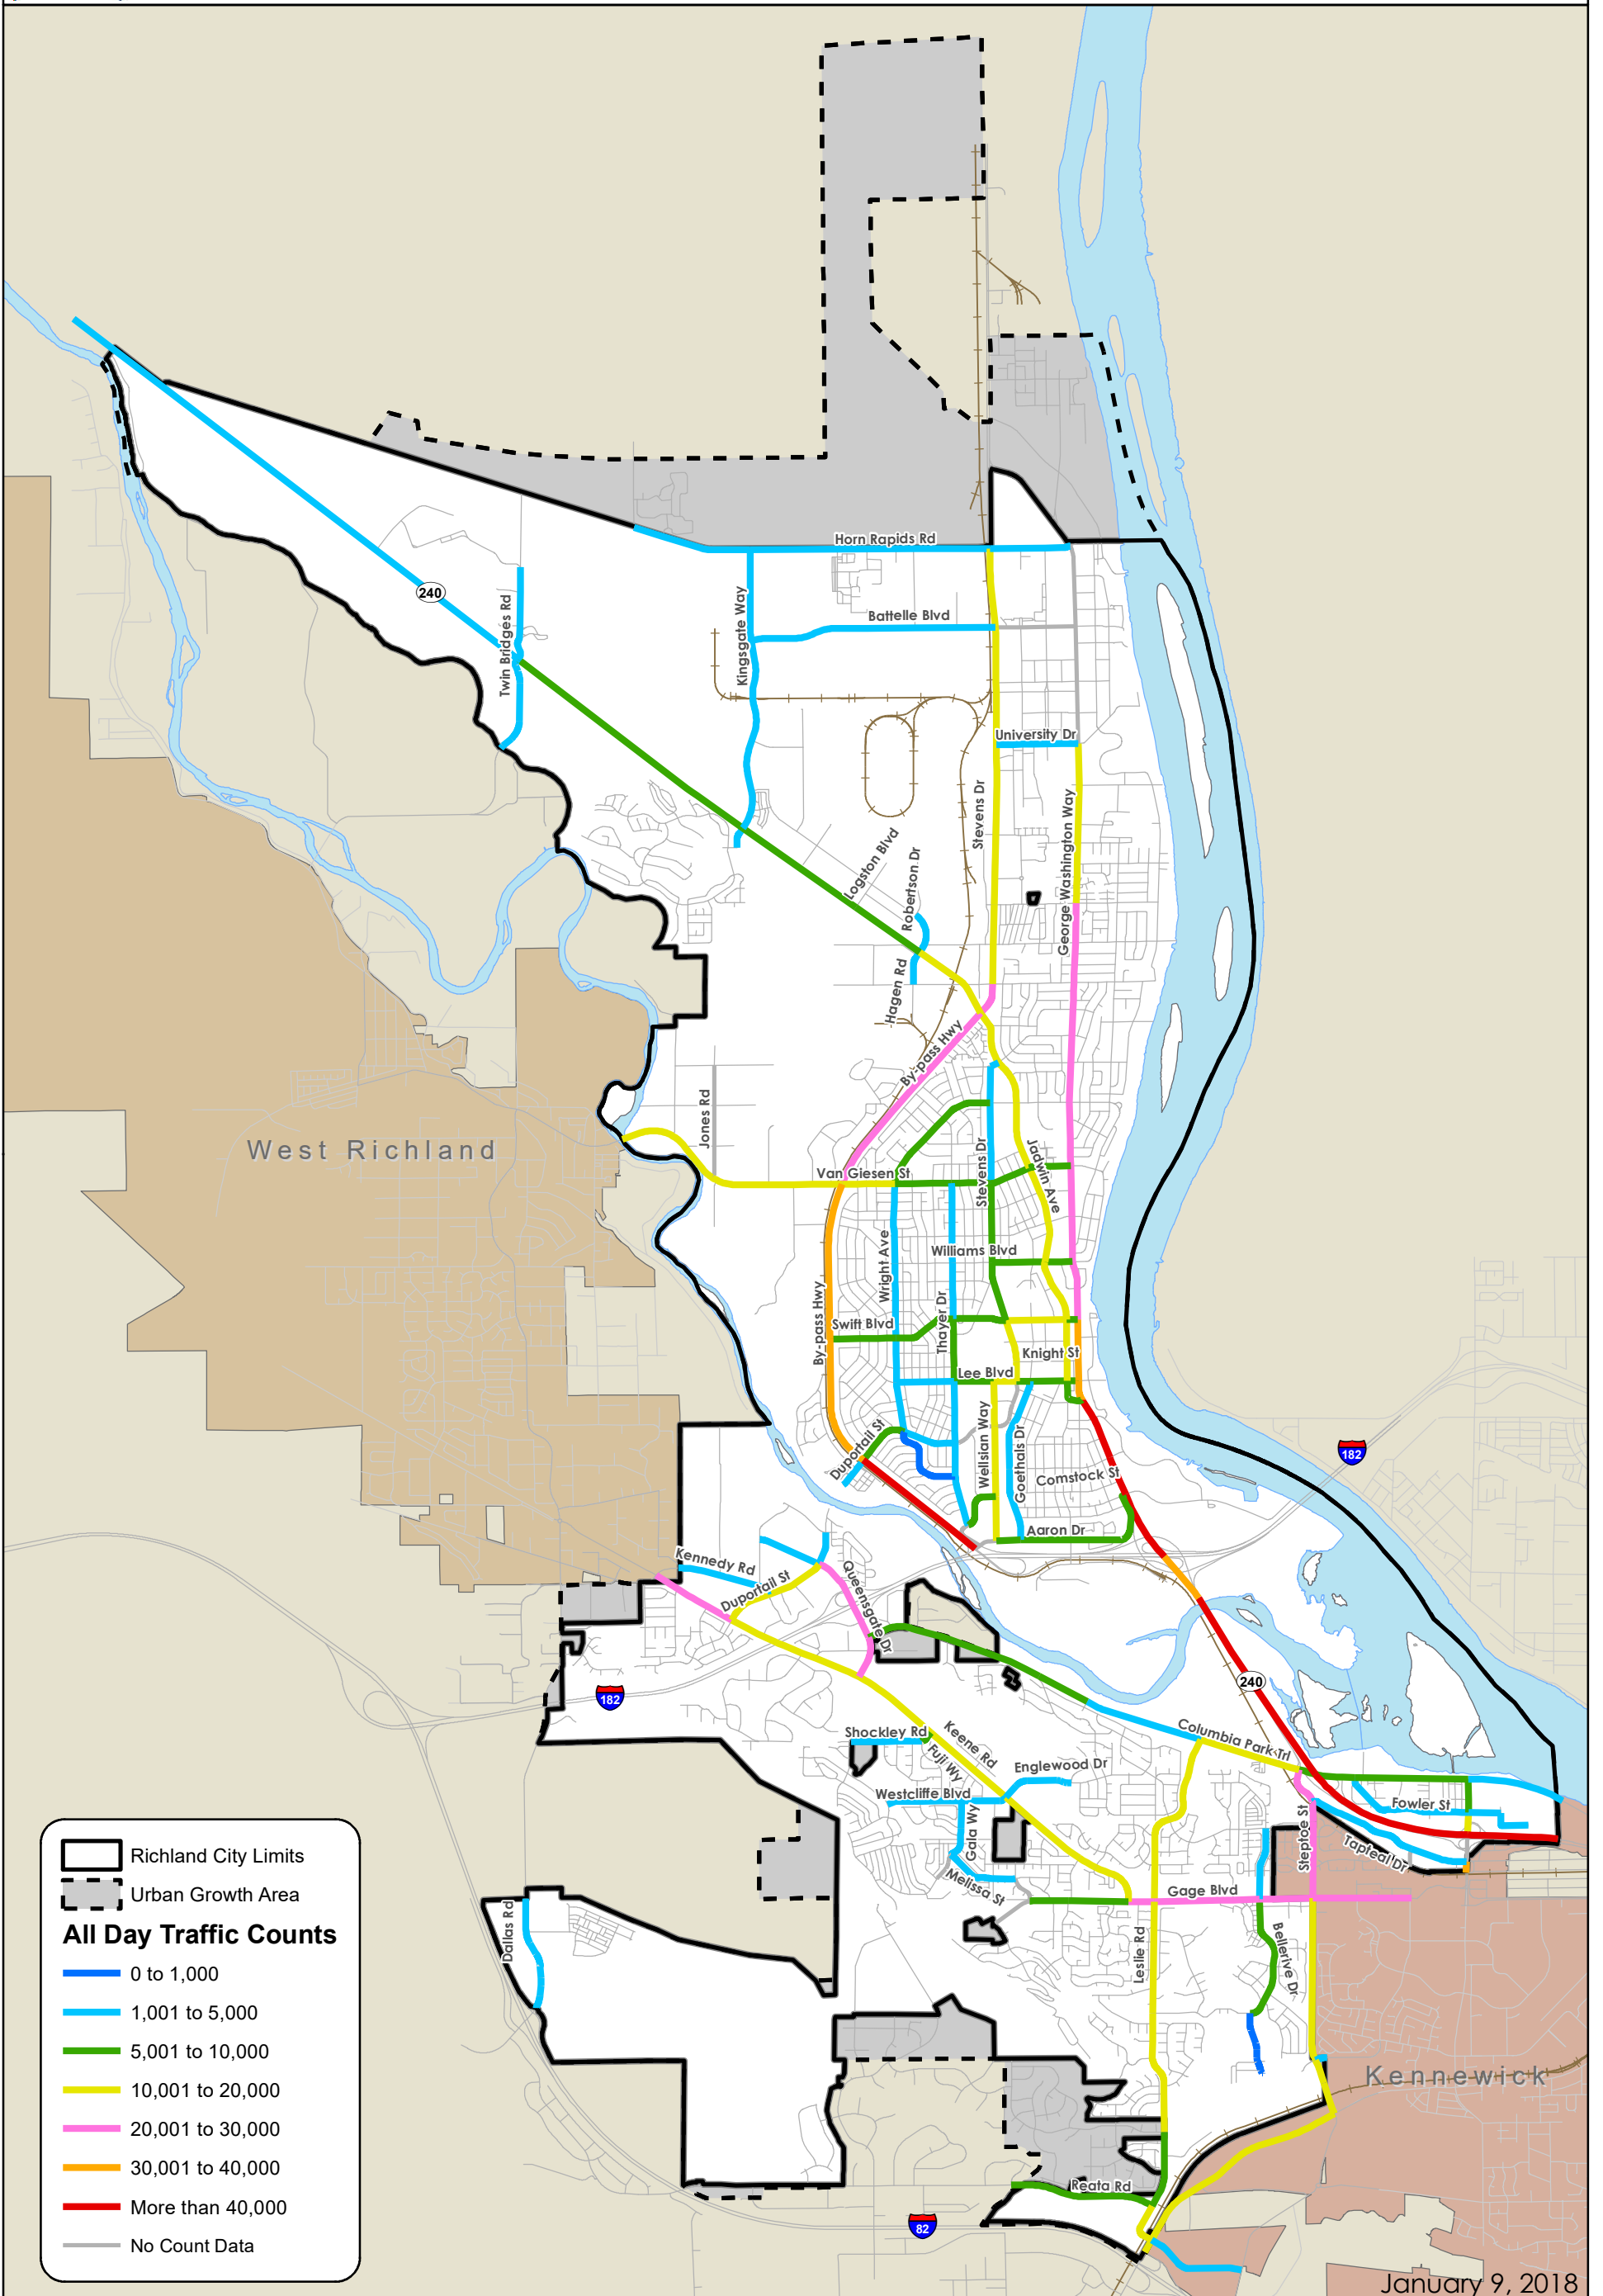 Horn Rapids Rd
240
Twin Bridges Rd
Kingsgate Way
Battelle Blvd
University Dr
Stevens Dr
George Washington Way
Logston Blvd
Robertson Dr
Hagen Rd
By-pass Hwy
Jones Rd
West Richland
Van Giesen St
Stevens Dr
Jadwin Ave
Williams Blvd
Wright Ave
By-pass Hwy
Thayer Dr
Swift Blvd
Knight St
Lee Blvd
Wellsian Way
Goethals Dr
Duportail St
Comstock St
Aaron Dr
182
Kennedy Rd
Duportail St
Queensgate Dr
182
240
Columbia Park Trl
Shockley Rd
Keene Rd
Fuji Wy
Englewood Dr
Westcliffe Blvd
Gala Wy
Fowler St
Steptoe St
Tapteal Dr
Melissa St
Gage Blvd
Dallas Rd
Leslie Rd
Bellerive Dr
Kennewick
Reata Rd
82
Richland City Limits
Urban Growth Area
All Day Traffic Counts
0 to 1,000
1,001 to 5,000
5,001 to 10,000
10,001 to 20,000
20,001 to 30,000
30,001 to 40,000
More than 40,000
No Count Data
January 9, 2018